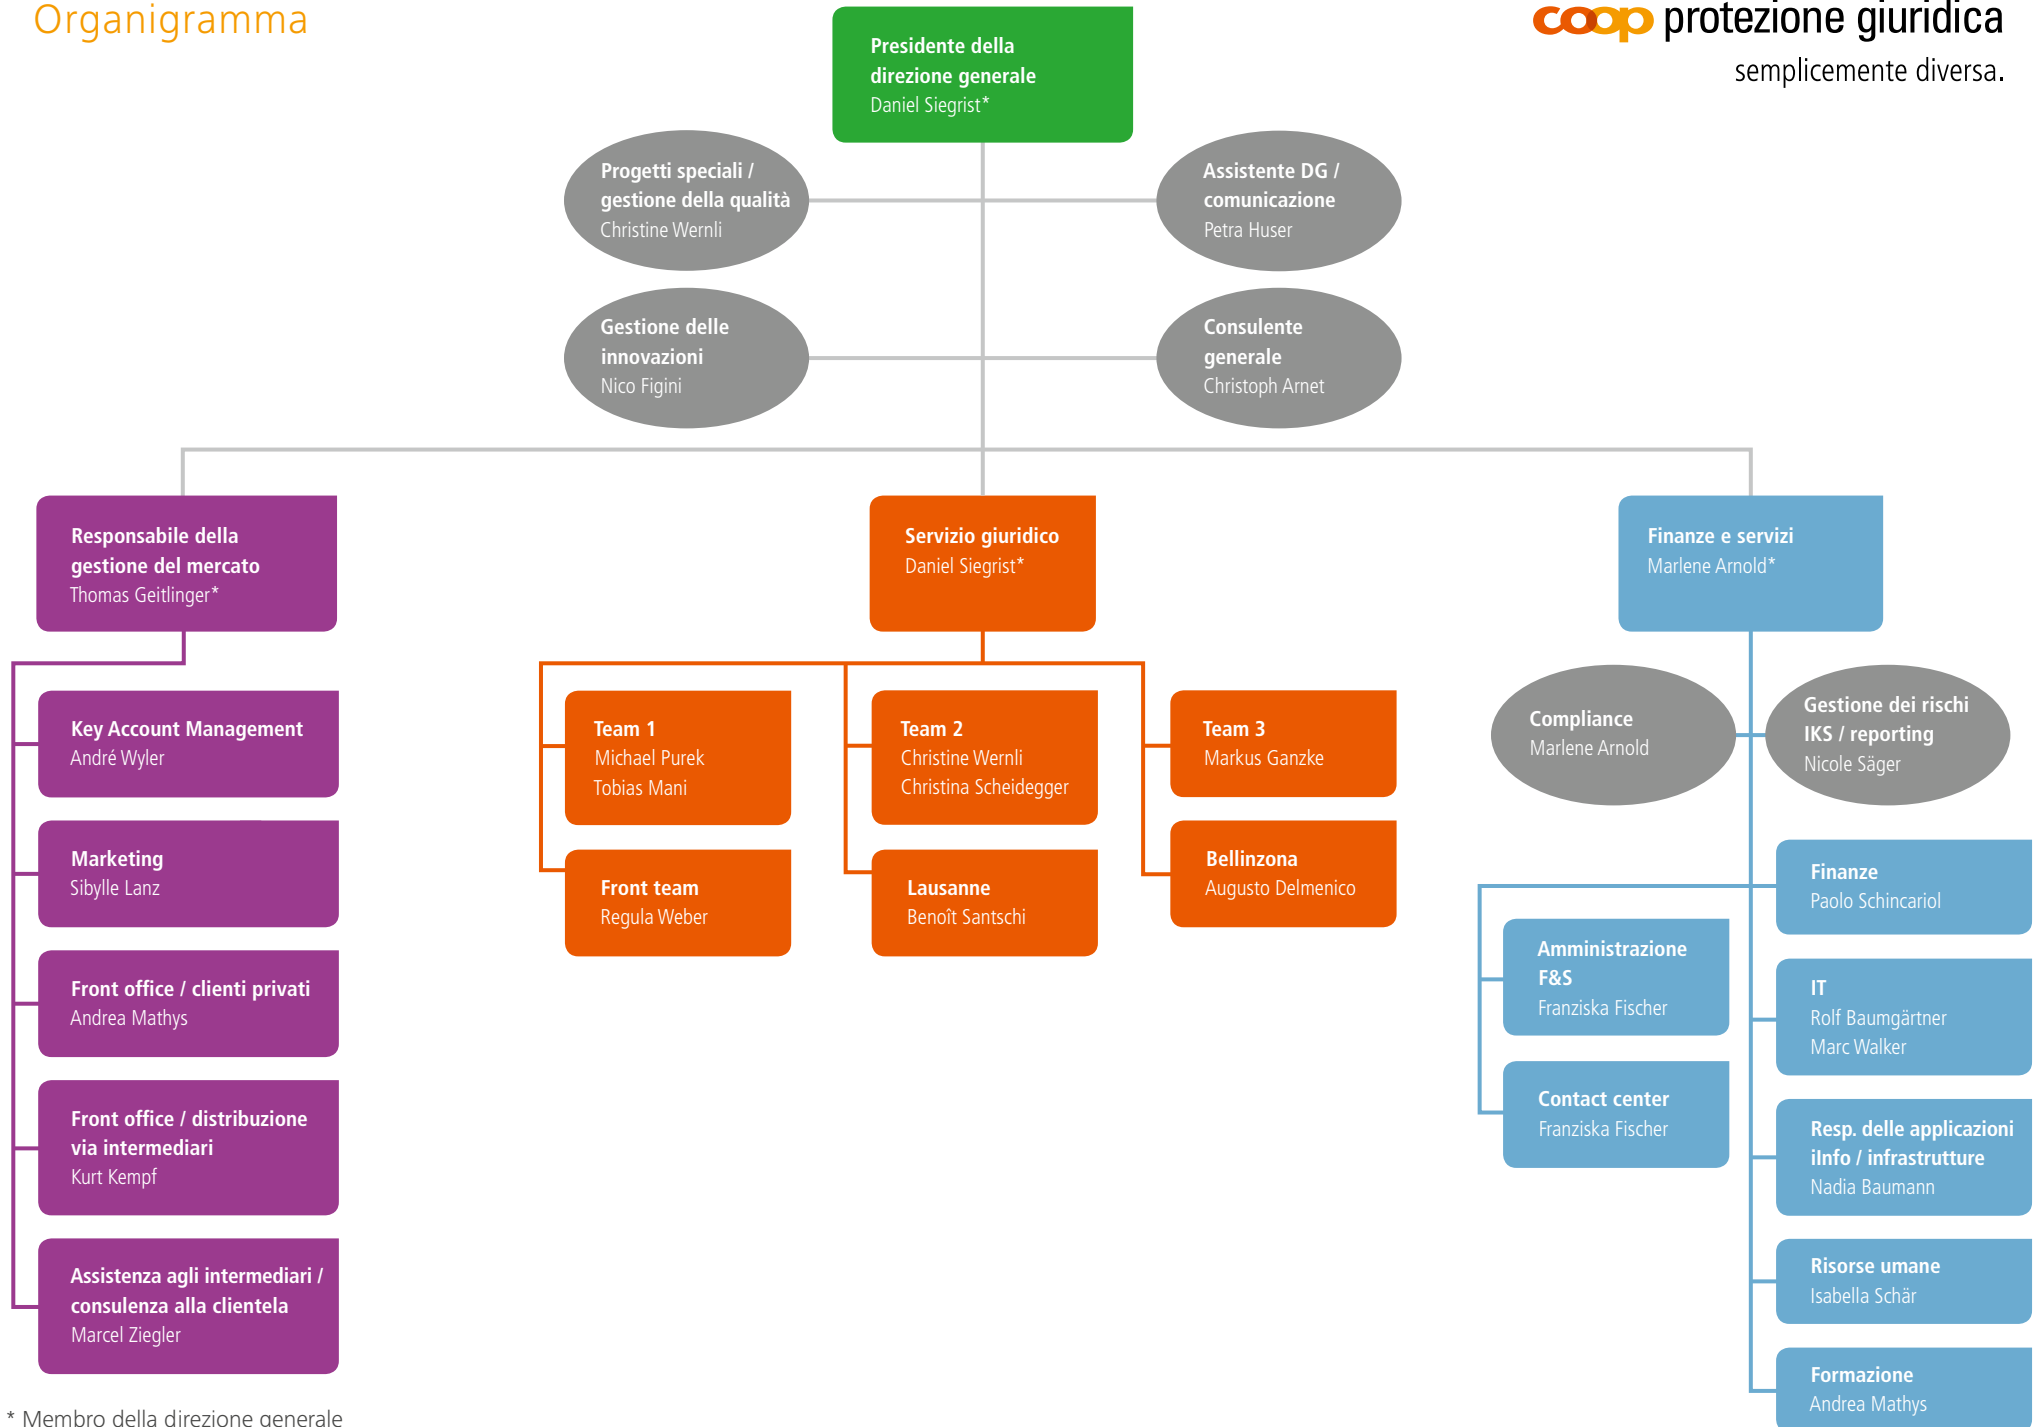 Organigramma
coop protezione giuridica
semplicemente diversa.
Presidente della
direzione generale
Daniel Siegrist*
Progetti speciali /
gestione della qualità
Christine Wernli
Assistente DG /
comunicazione
Petra Huser
Gestione delle
innovazioni
Nico Figini
Consulente
generale
Christoph Arnet
Responsabile della
gestione del mercato
Thomas Geitlinger*
Key Account Management
André Wyler
Marketing
Sibylle Lanz
Front office / clienti privati
Andrea Mathys
Front office / distribuzione
via intermediari
Kurt Kempf
Assistenza agli intermediari /
consulenza alla clientela
Marcel Ziegler
Servizio giuridico
Daniel Siegrist*
Team 1
Michael Purek
Tobias Mani
Front team
Regula Weber
Team 2
Christine Wernli
Christina Scheidegger
Lausanne
Benoît Santschi
Team 3
Markus Ganzke
Bellinzona
Augusto Delmenico
Finanze e servizi
Marlene Arnold*
Compliance
Marlene Arnold
Gestione dei rischi
IKS / reporting
Nicole Säger
Amministrazione
F&S
Franziska Fischer
Contact center
Franziska Fischer
Finanze
Paolo Schincariol
IT
Rolf Baumgärtner
Marc Walker
Resp. delle applicazioni
iInfo / infrastrutture
Nadia Baumann
Risorse umane
Isabella Schär
Formazione
Andrea Mathys
* Membro della direzione generale